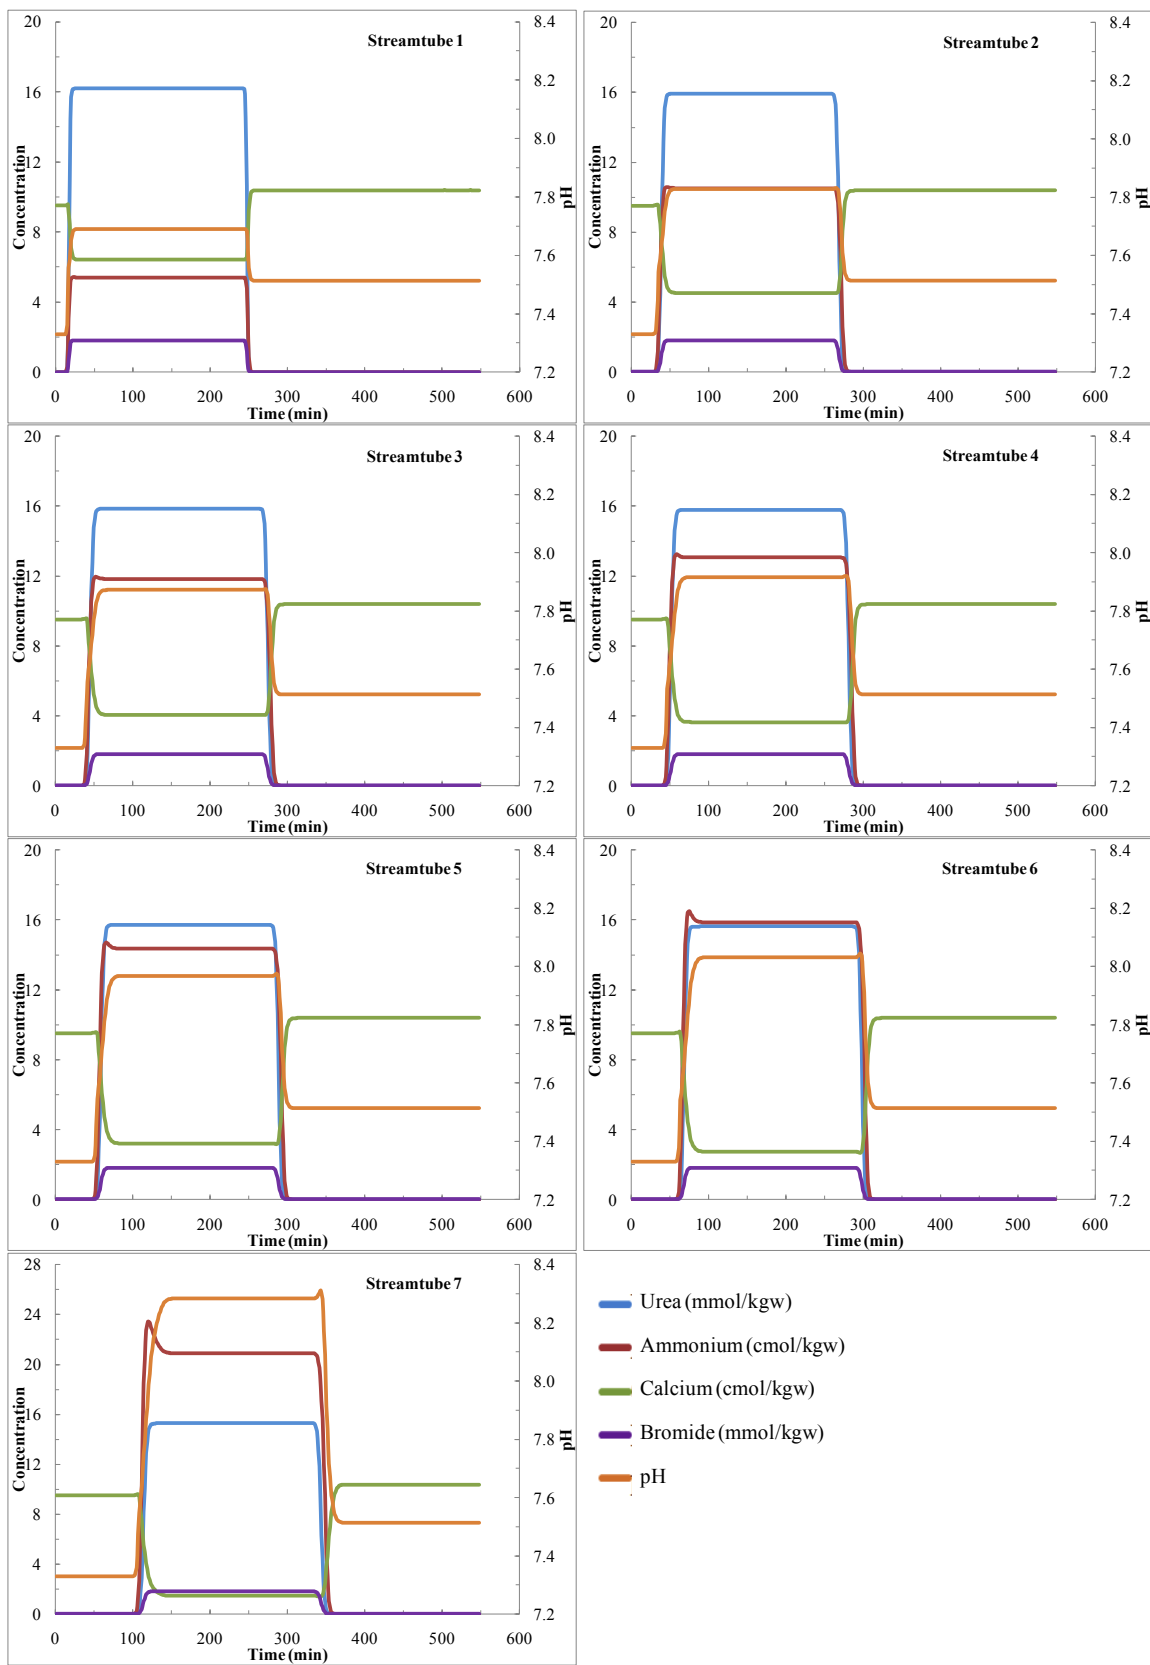 Streamtube 1
Concentration
20
16
12
8
4
0
8.4
8.2
8.0
7.8
7.6
7.4
7.2
pH
0 100 200 300 400 500 600
Time (min)
Streamtube 2
Concentration
20
16
12
8
4
0
8.4
8.2
8.0
7.8
7.6
7.4
7.2
pH
0 100 200 300 400 500 600
Time (min)
Streamtube 3
Concentration
20
16
12
8
4
0
8.4
8.2
8.0
7.8
7.6
7.4
7.2
pH
0 100 200 300 400 500 600
Time (min)
Streamtube 4
Concentration
20
16
12
8
4
0
8.4
8.2
8.0
7.8
7.6
7.4
7.2
pH
0 100 200 300 400 500 600
Time (min)
Streamtube 5
Concentration
20
16
12
8
4
0
8.4
8.2
8.0
7.8
7.6
7.4
7.2
pH
0 100 200 300 400 500 600
Time (min)
Streamtube 6
Concentration
20
16
12
8
4
0
8.4
8.2
8.0
7.8
7.6
7.4
7.2
pH
0 100 200 300 400 500 600
Time (min)
Streamtube 7
Concentration
28
24
20
16
12
8
4
0
8.4
8.2
8.0
7.8
7.6
7.4
7.2
pH
0 100 200 300 400 500 600
Time (min)
Urea (mmol/kgw)
Ammonium (cmol/kgw)
Calcium (cmol/kgw)
Bromide (mmol/kgw)
pH